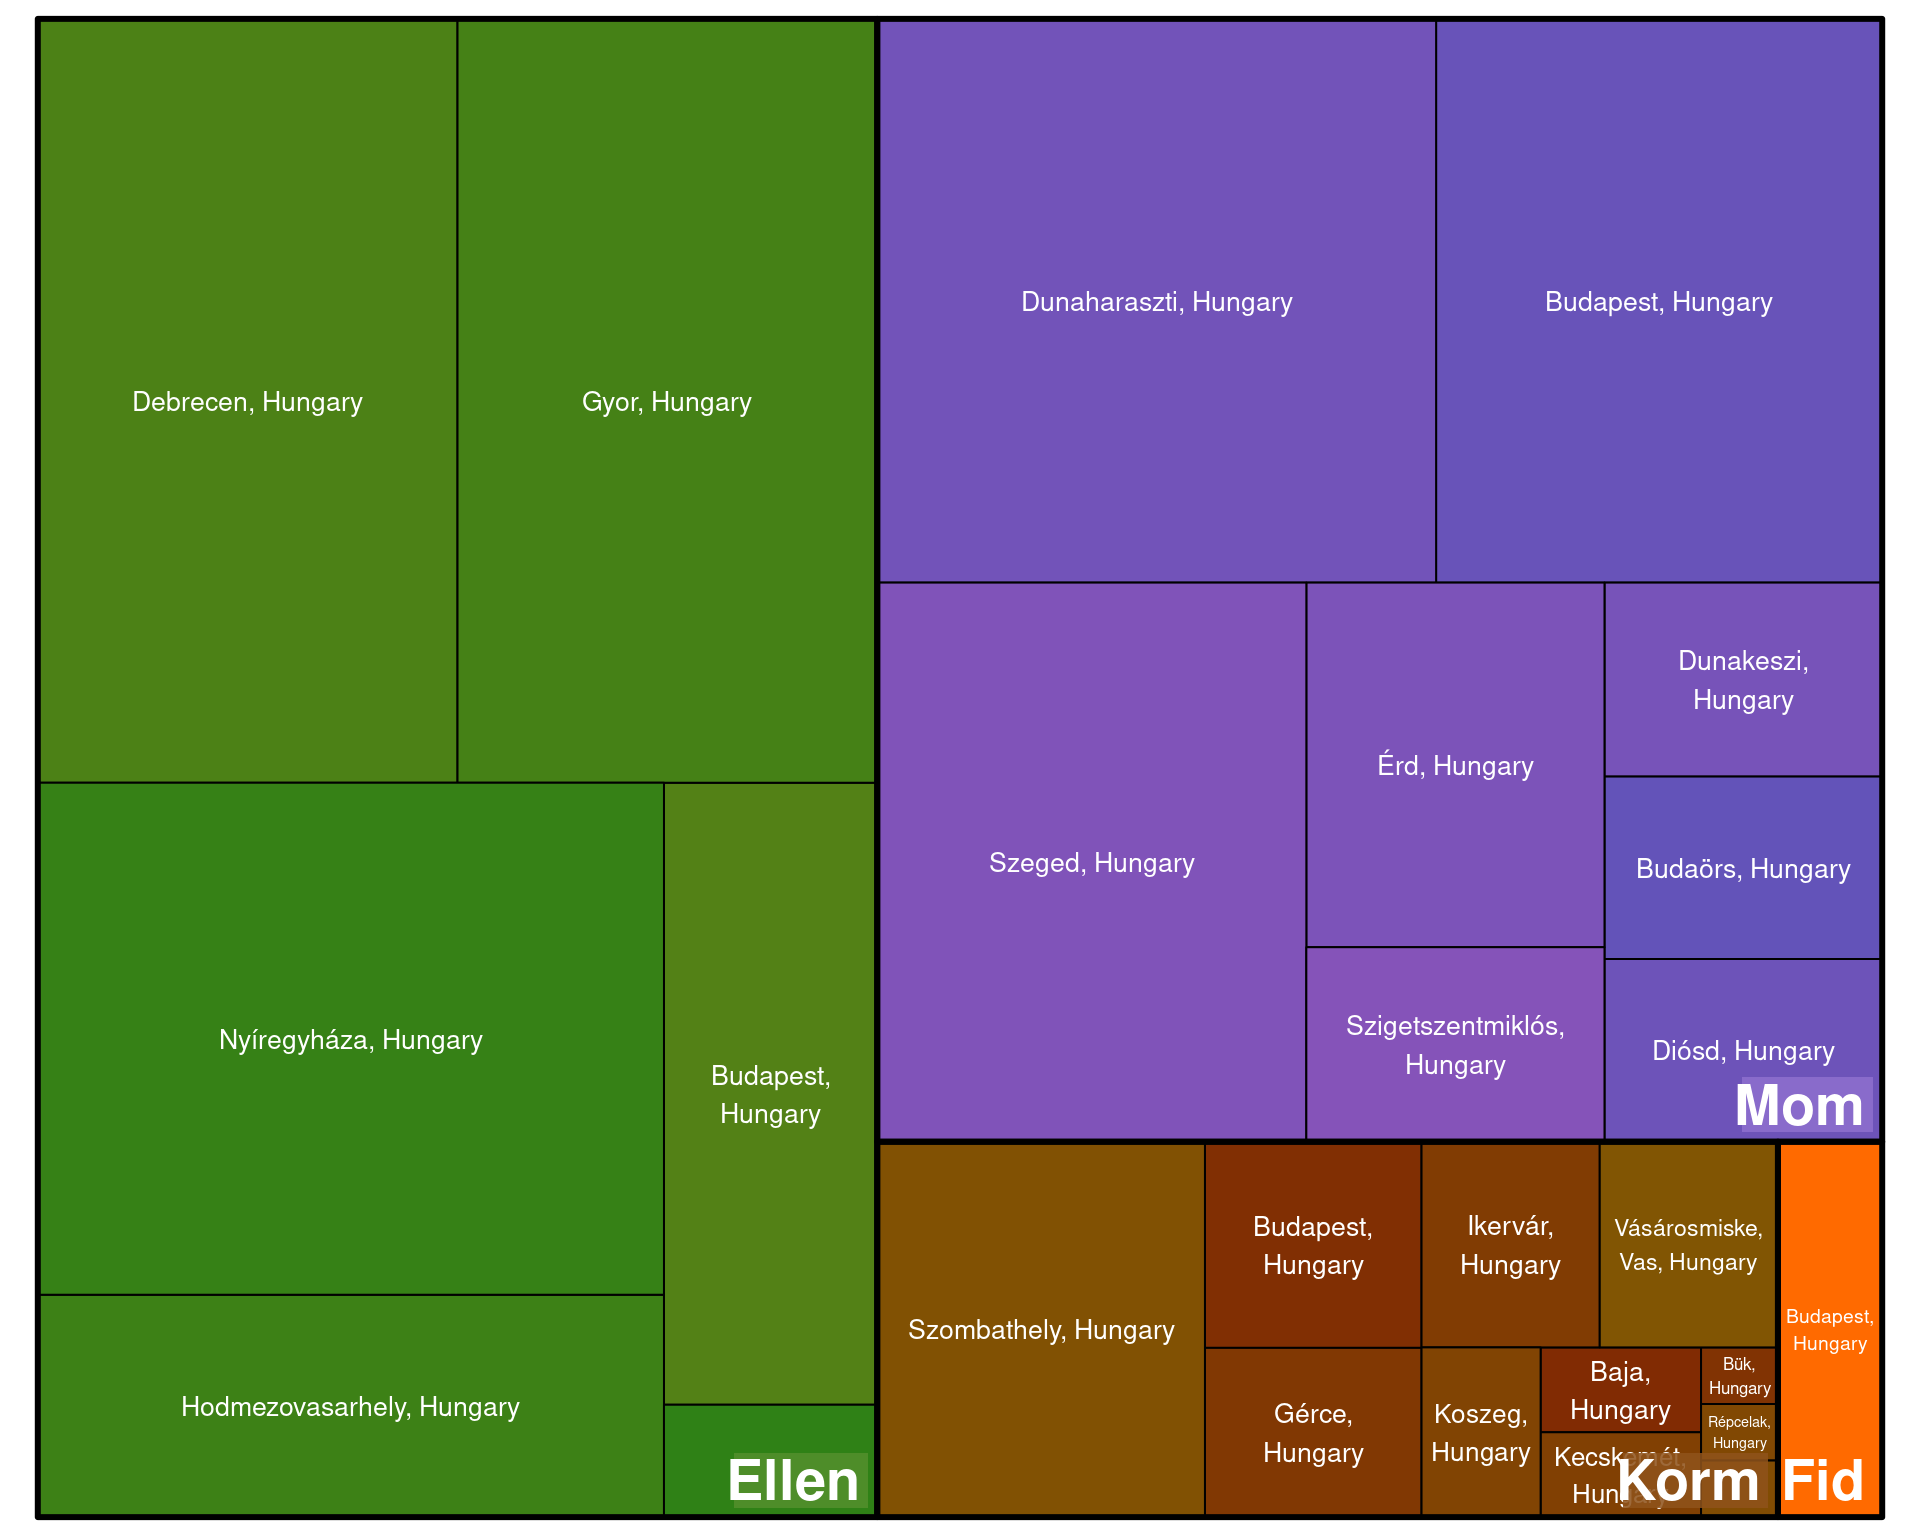 Debrecen, Hungary
Gyor, Hungary
Nyíregyháza, Hungary
Budapest,
Hungary
Hodmezovasarhely, Hungary
Ellen
Dunaharaszti, Hungary
Budapest, Hungary
Szeged, Hungary
Érd, Hungary
Dunakeszi,
Hungary
Budaörs, Hungary
Szigetszentmiklós,
Hungary
Diósd, Hungary
Mom
Szombathely, Hungary
Budapest,
Hungary
Ikervár,
Hungary
Vásárosmiske,
Vas, Hungary
Gérce,
Hungary
Koszeg,
Hungary
Baja,
Hungary
Bük,
Hungary
Répcelak,
Hungary
Kecskemét,
Hungary
Korm
Budapest,
Hungary
Fid